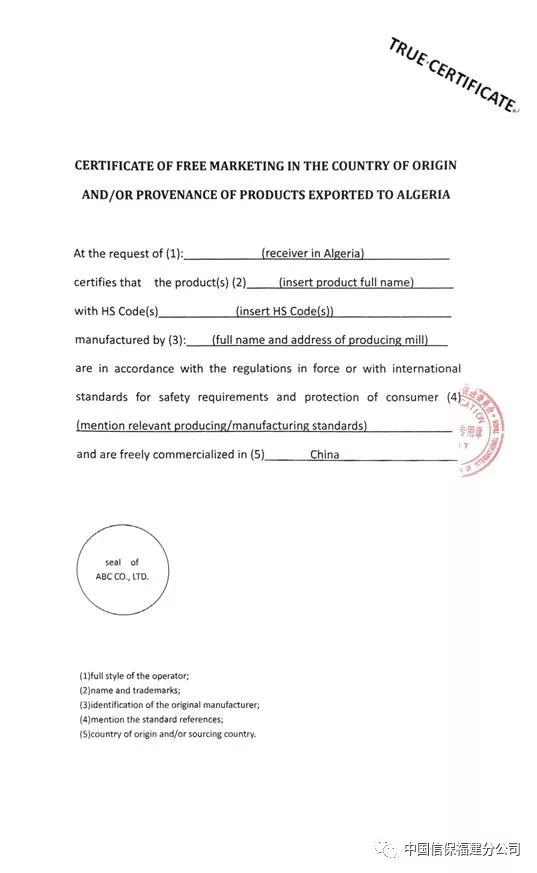 TRUE CERTIFICATE
CERTIFICATE OF FREE MARKETING IN THE COUNTRY OF ORIGIN
AND/OR PROVENANCE OF PRODUCTS EXPORTED TO ALGERIA
At the request of (1): (receiver in Algeria)
certifies that the product(s) (2) (insert product full name)
with HS Code(s) (insert HS Code(s))
manufactured by (3): (full name and address of producing mill)
are in accordance with the regulations in force or with international
standards for safety requirements and protection of consumer (4)
(mention relevant producing/manufacturing standards)
and are freely commercialized in (5) China
专用章
OF INTERNATIONAL
seal of
ABC CO., LTD.
(1)full style of the operator;
(2)name and trademarks;
(3)identification of the original manufacturer;
(4)mention the standard references;
(5)country of origin and/or sourcing country.
中国信保福建分公司